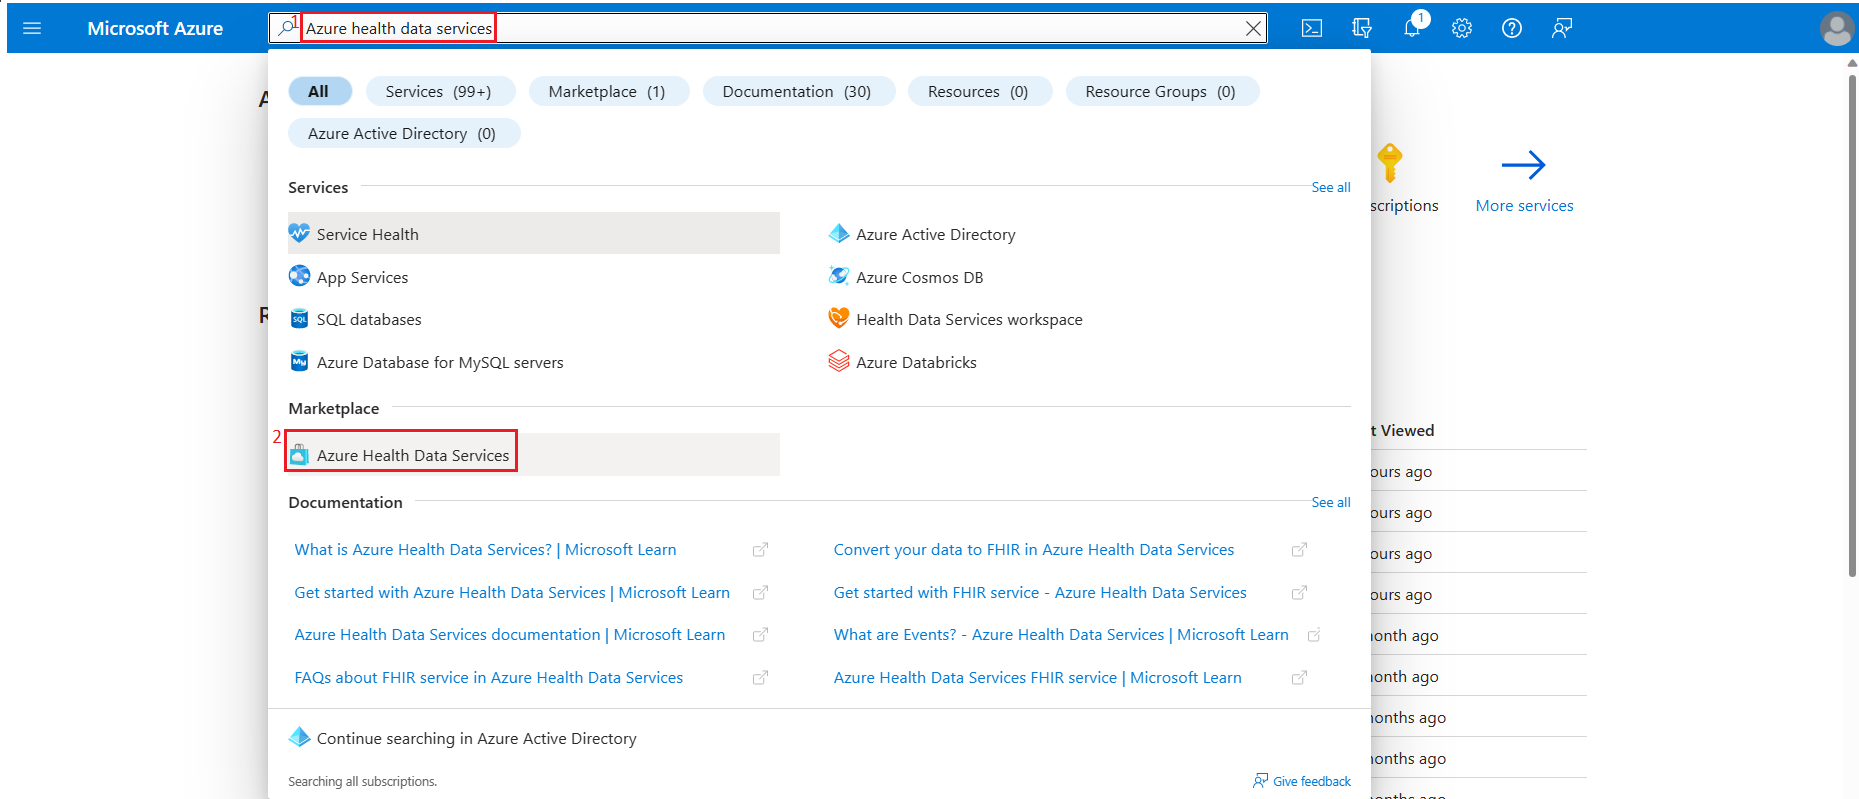 Microsoft Azure
1 Azure health data services
1
All
Services (99+)
Marketplace (1)
Documentation (30)
Resources (0)
Resource Groups (0)
Azure Active Directory (0)
A
Services
See all
scriptions
More services
Service Health
Azure Active Directory
App Services
Azure Cosmos DB
R
SQL databases
Health Data Services workspace
Azure Database for MySQL servers
Azure Databricks
Marketplace
t Viewed
2 Azure Health Data Services
ours ago
Documentation
See all
ours ago
What is Azure Health Data Services? | Microsoft Learn
Convert your data to FHIR in Azure Health Data Services
ours ago
Get started with Azure Health Data Services | Microsoft Learn
Get started with FHIR service - Azure Health Data Services
ours ago
Azure Health Data Services documentation | Microsoft Learn
What are Events? - Azure Health Data Services | Microsoft Learn
onth ago
FAQs about FHIR service in Azure Health Data Services
Azure Health Data Services FHIR service | Microsoft Learn
onth ago
onths ago
Continue searching in Azure Active Directory
onths ago
Searching all subscriptions.
Give feedback